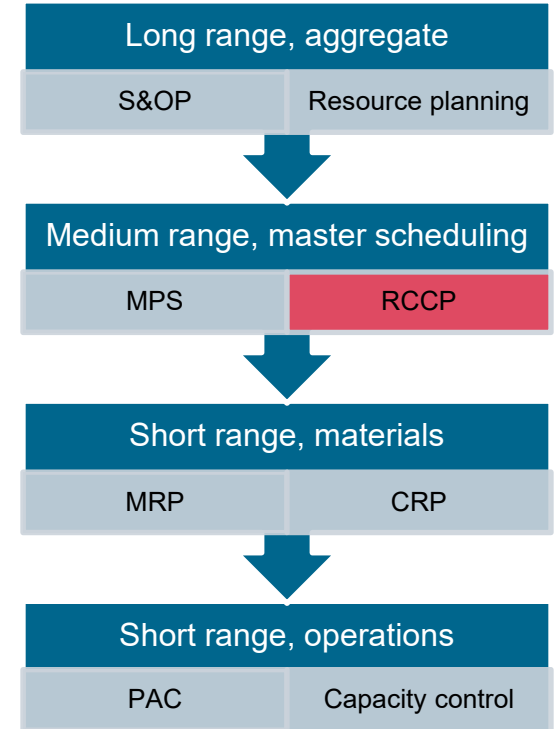 Long range, aggregate
S&OP Resource planning
Medium range, master scheduling
MPS RCCP
Short range, materials
MRP CRP
Short range, operations
PAC Capacity control